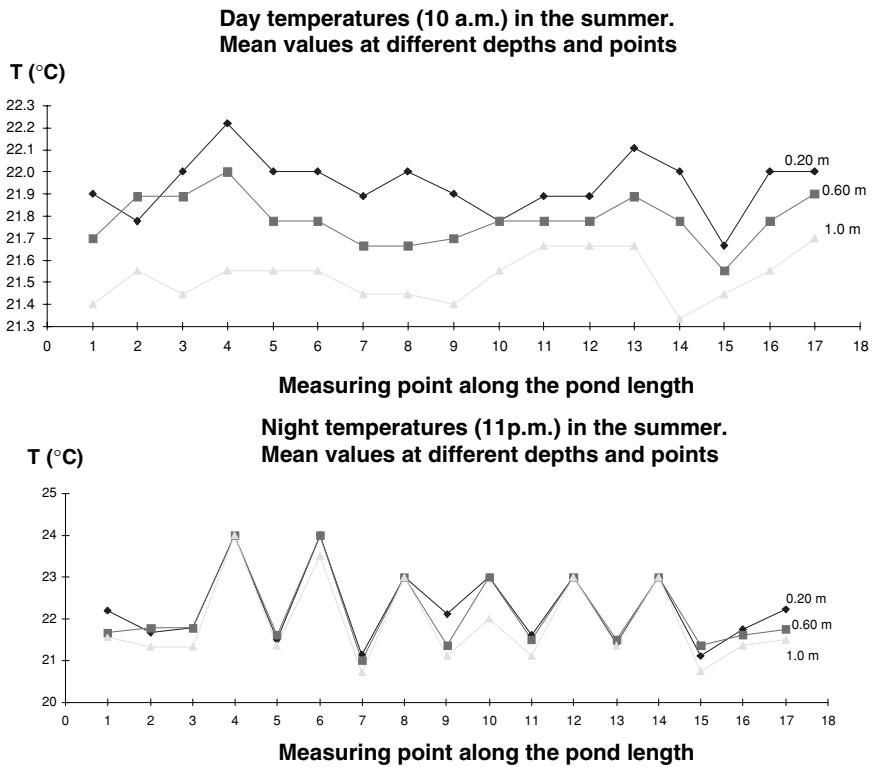 Day temperatures (10 a.m.) in the summer.
Mean values at different depths and points
T (°C)
22.3
22.2
22.1
22.0
21.9
21.8
21.7
21.6
21.5
21.4
21.3
0.20 m
0.60 m
1.0 m
0 1 2 3 4 5 6 7 8 9 10 11 12 13 14 15 16 17 18
Measuring point along the pond length
Night temperatures (11p.m.) in the summer.
Mean values at different depths and points
T (°C)
25
24
23
22
21
20
0.20 m
0.60 m
1.0 m
0 1 2 3 4 5 6 7 8 9 10 11 12 13 14 15 16 17 18
Measuring point along the pond length